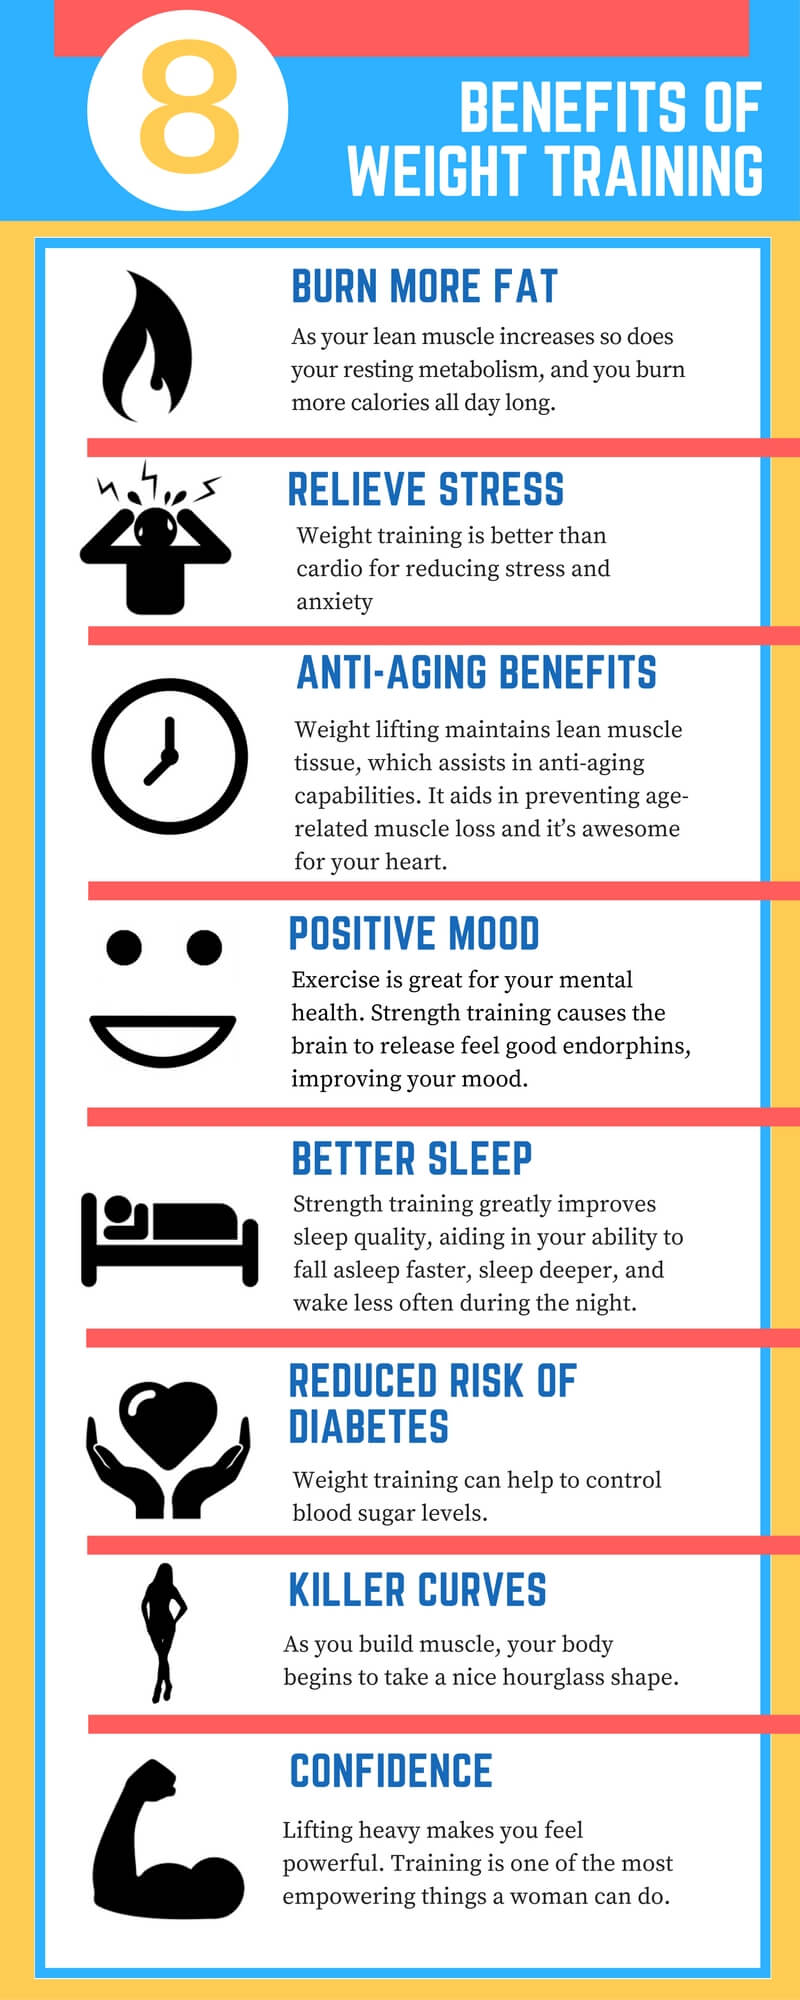 8
BENEFITS OF
WEIGHT TRAINING
BURN MORE FAT
As your lean muscle increases so does
your resting metabolism, and you burn
more calories all day long.
RELIEVE STRESS
Weight training is better than
cardio for reducing stress and
anxiety
ANTI-AGING BENEFITS
Weight lifting maintains lean muscle
tissue, which assists in anti-aging
capabilities. It aids in preventing age-
related muscle loss and it’s awesome
for your heart.
POSITIVE MOOD
Exercise is great for your mental
health. Strength training causes the
brain to release feel good endorphins,
improving your mood.
BETTER SLEEP
Strength training greatly improves
sleep quality, aiding in your ability to
fall asleep faster, sleep deeper, and
wake less often during the night.
REDUCED RISK OF
DIABETES
Weight training can help to control
blood sugar levels.
KILLER CURVES
As you build muscle, your body
begins to take a nice hourglass shape.
CONFIDENCE
Lifting heavy makes you feel
powerful. Training is one of the most
empowering things a woman can do.